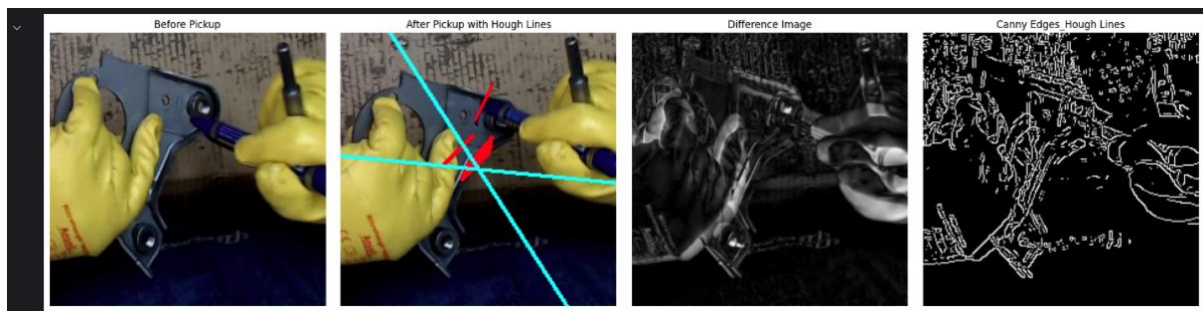 Before Pickup
After Pickup with Hough Lines
Difference Image
Canny Edges_Hough Lines